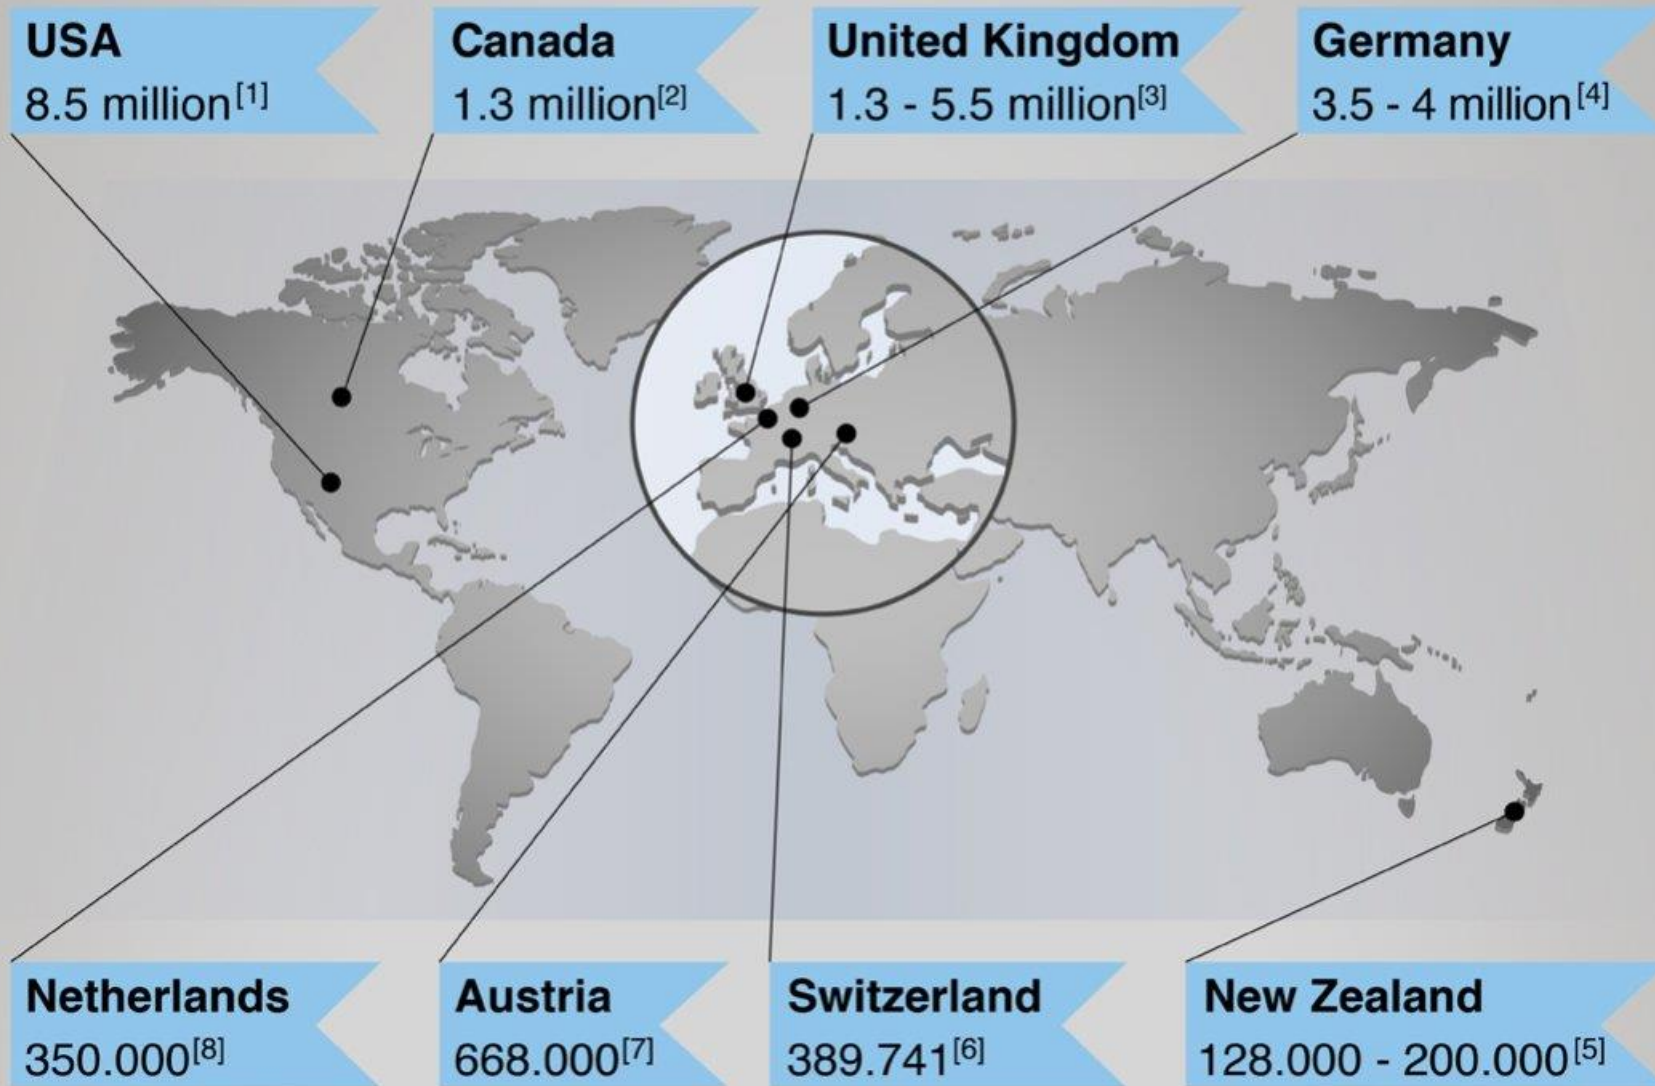 USA
8.5 million[1]
Canada
1.3 million[2]
United Kingdom
1.3 - 5.5 million[3]
Germany
3.5 - 4 million[4]
Netherlands
350.000[8]
Austria
668.000[7]
Switzerland
389.741[6]
New Zealand
128.000 - 200.000[5]